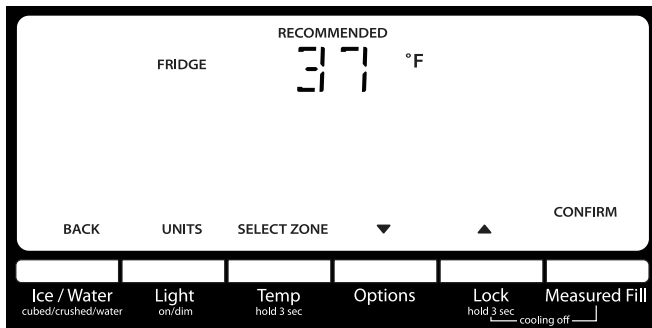 RECOMMENDED
FRIDGE 37 °F
CONFIRM
BACK UNITS SELECT ZONE ▼ ▲
Ice / Water Light Temp Options Lock Measured Fill
cubed/crushed/water on/dim hold 3 sec hold 3 sec
cooling off